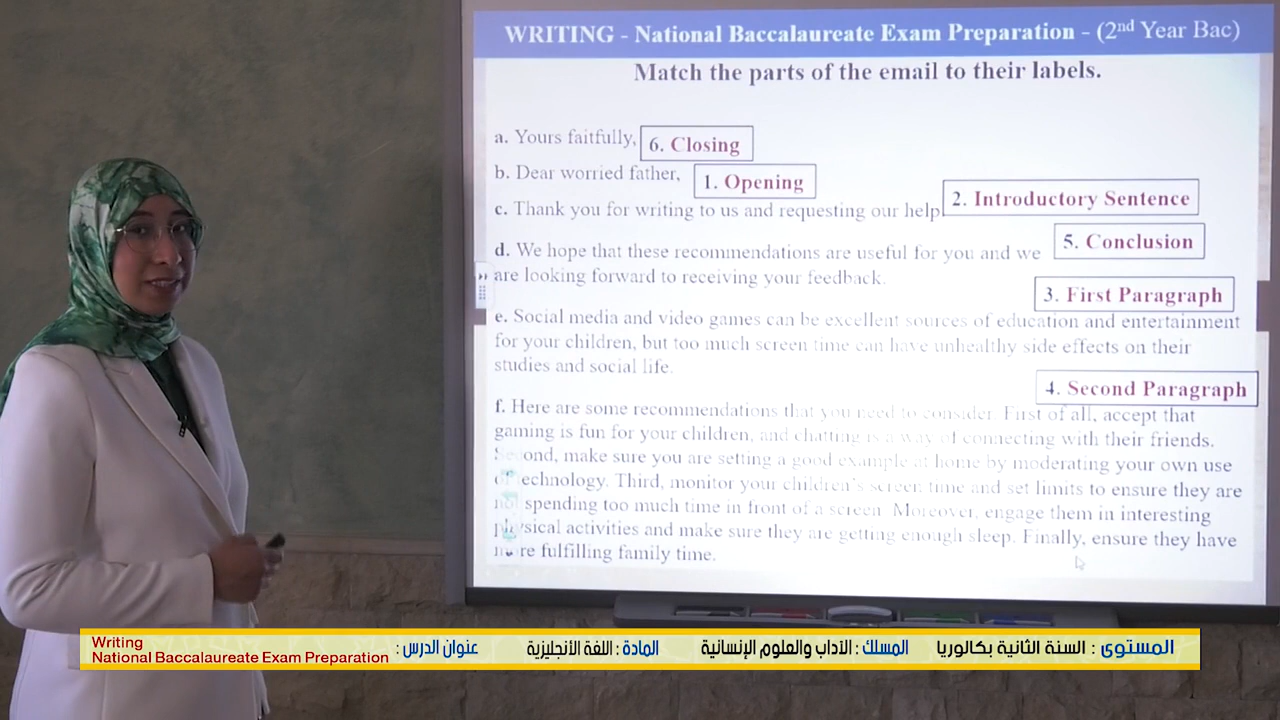 WRITING - National Baccalaureate Exam Preparation - (2nd Year Bac)
Match the parts of the email to their labels.
a. Yours faithfully,
6. Closing
b. Dear worried father,
1. Opening
c. Thank you for writing to us and requesting our help.
2. Introductory Sentence
d. We hope that these recommendations are useful for you and we
5. Conclusion
are looking forward to receiving your feedback.
3. First Paragraph
e. Social media and video games can be excellent sources of education and entertainment
for your children, but too much screen time can have unhealthy side effects on their
studies and social life.
4. Second Paragraph
f. Here are some recommendations that you need to consider. First of all, accept that
gaming is fun for your children, and chatting is a way of connecting with their friends.
Second, make sure you are setting a good example at home by moderating your own use
of technology. Third, monitor your children's screen time and set limits to ensure they are
not spending too much time in front of a screen. Moreover, engage them in interesting
physical activities and make sure they are getting enough sleep. Finally, ensure they have
more fulfilling family time.
المستوى : السنة الثانية بكالوريا المسلك : الآداب والعلوم الإنسانية المادة : اللغة الأنجليزية عنوان الدرس :
Writing
National Baccalaureate Exam Preparation